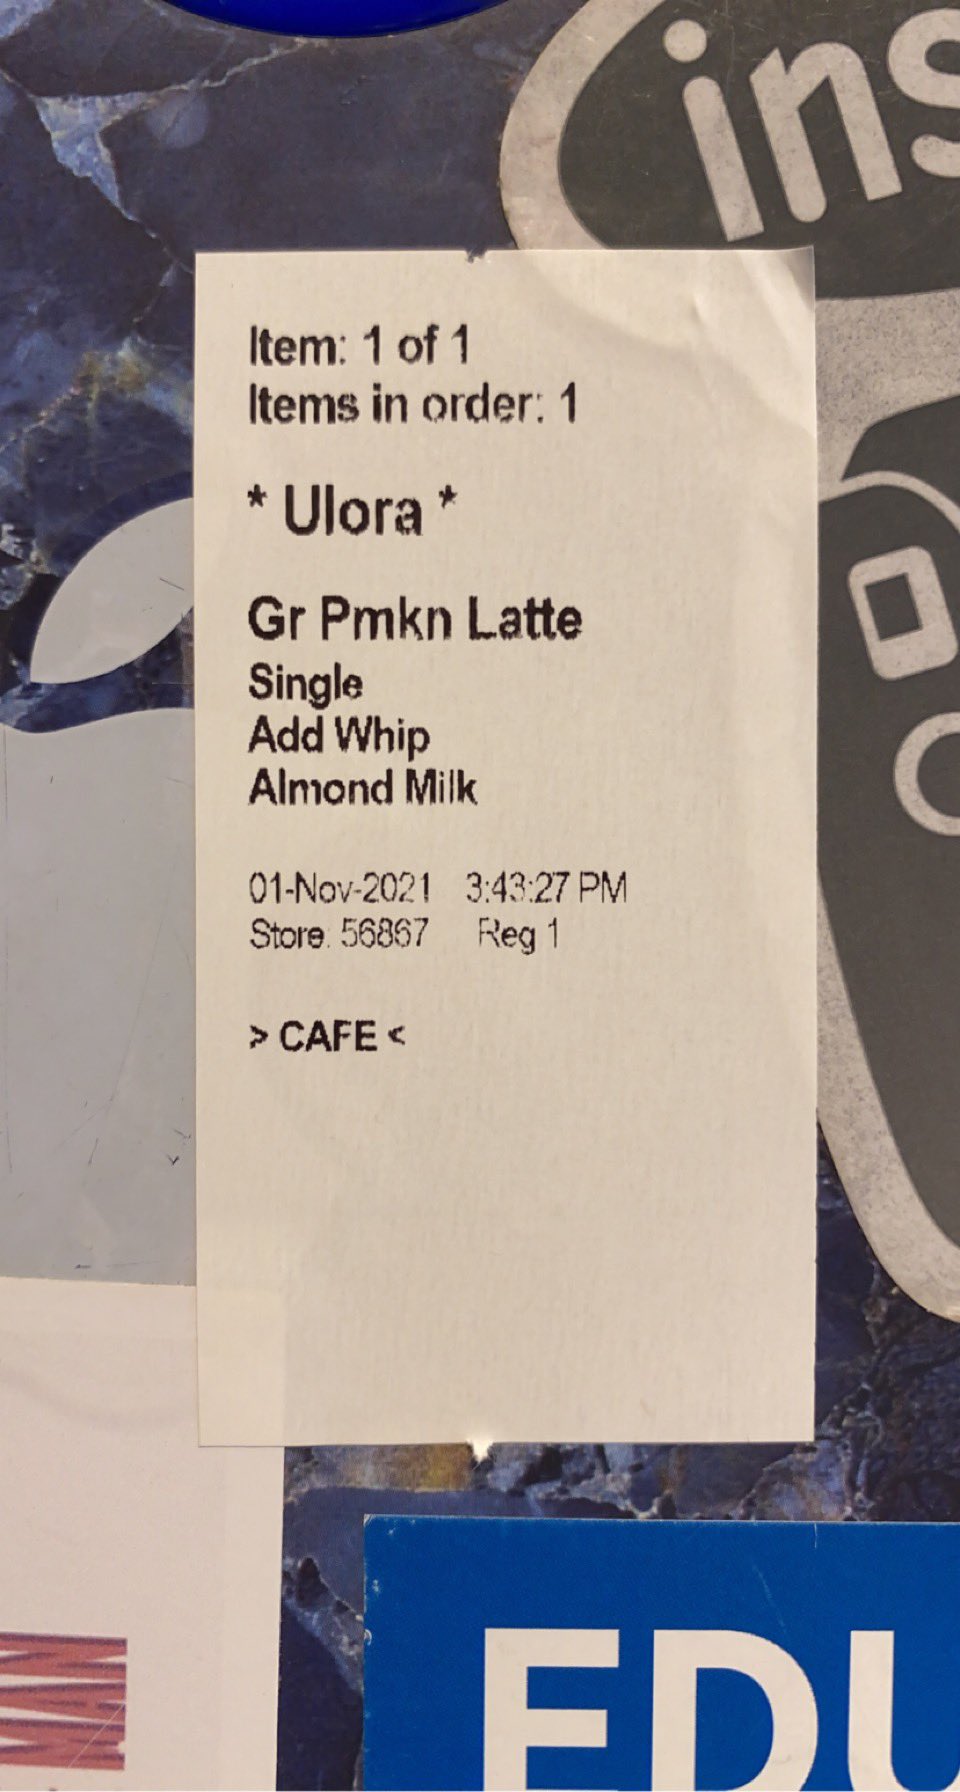 ins
Item: 1 of 1
Items in order: 1
* Ulora *
Gr Pmkn Latte
Single
Add Whip
Almond Milk
01-Nov-2021 3:43:27 PM
Store: 56867 Reg 1
> CAFE <
EDU